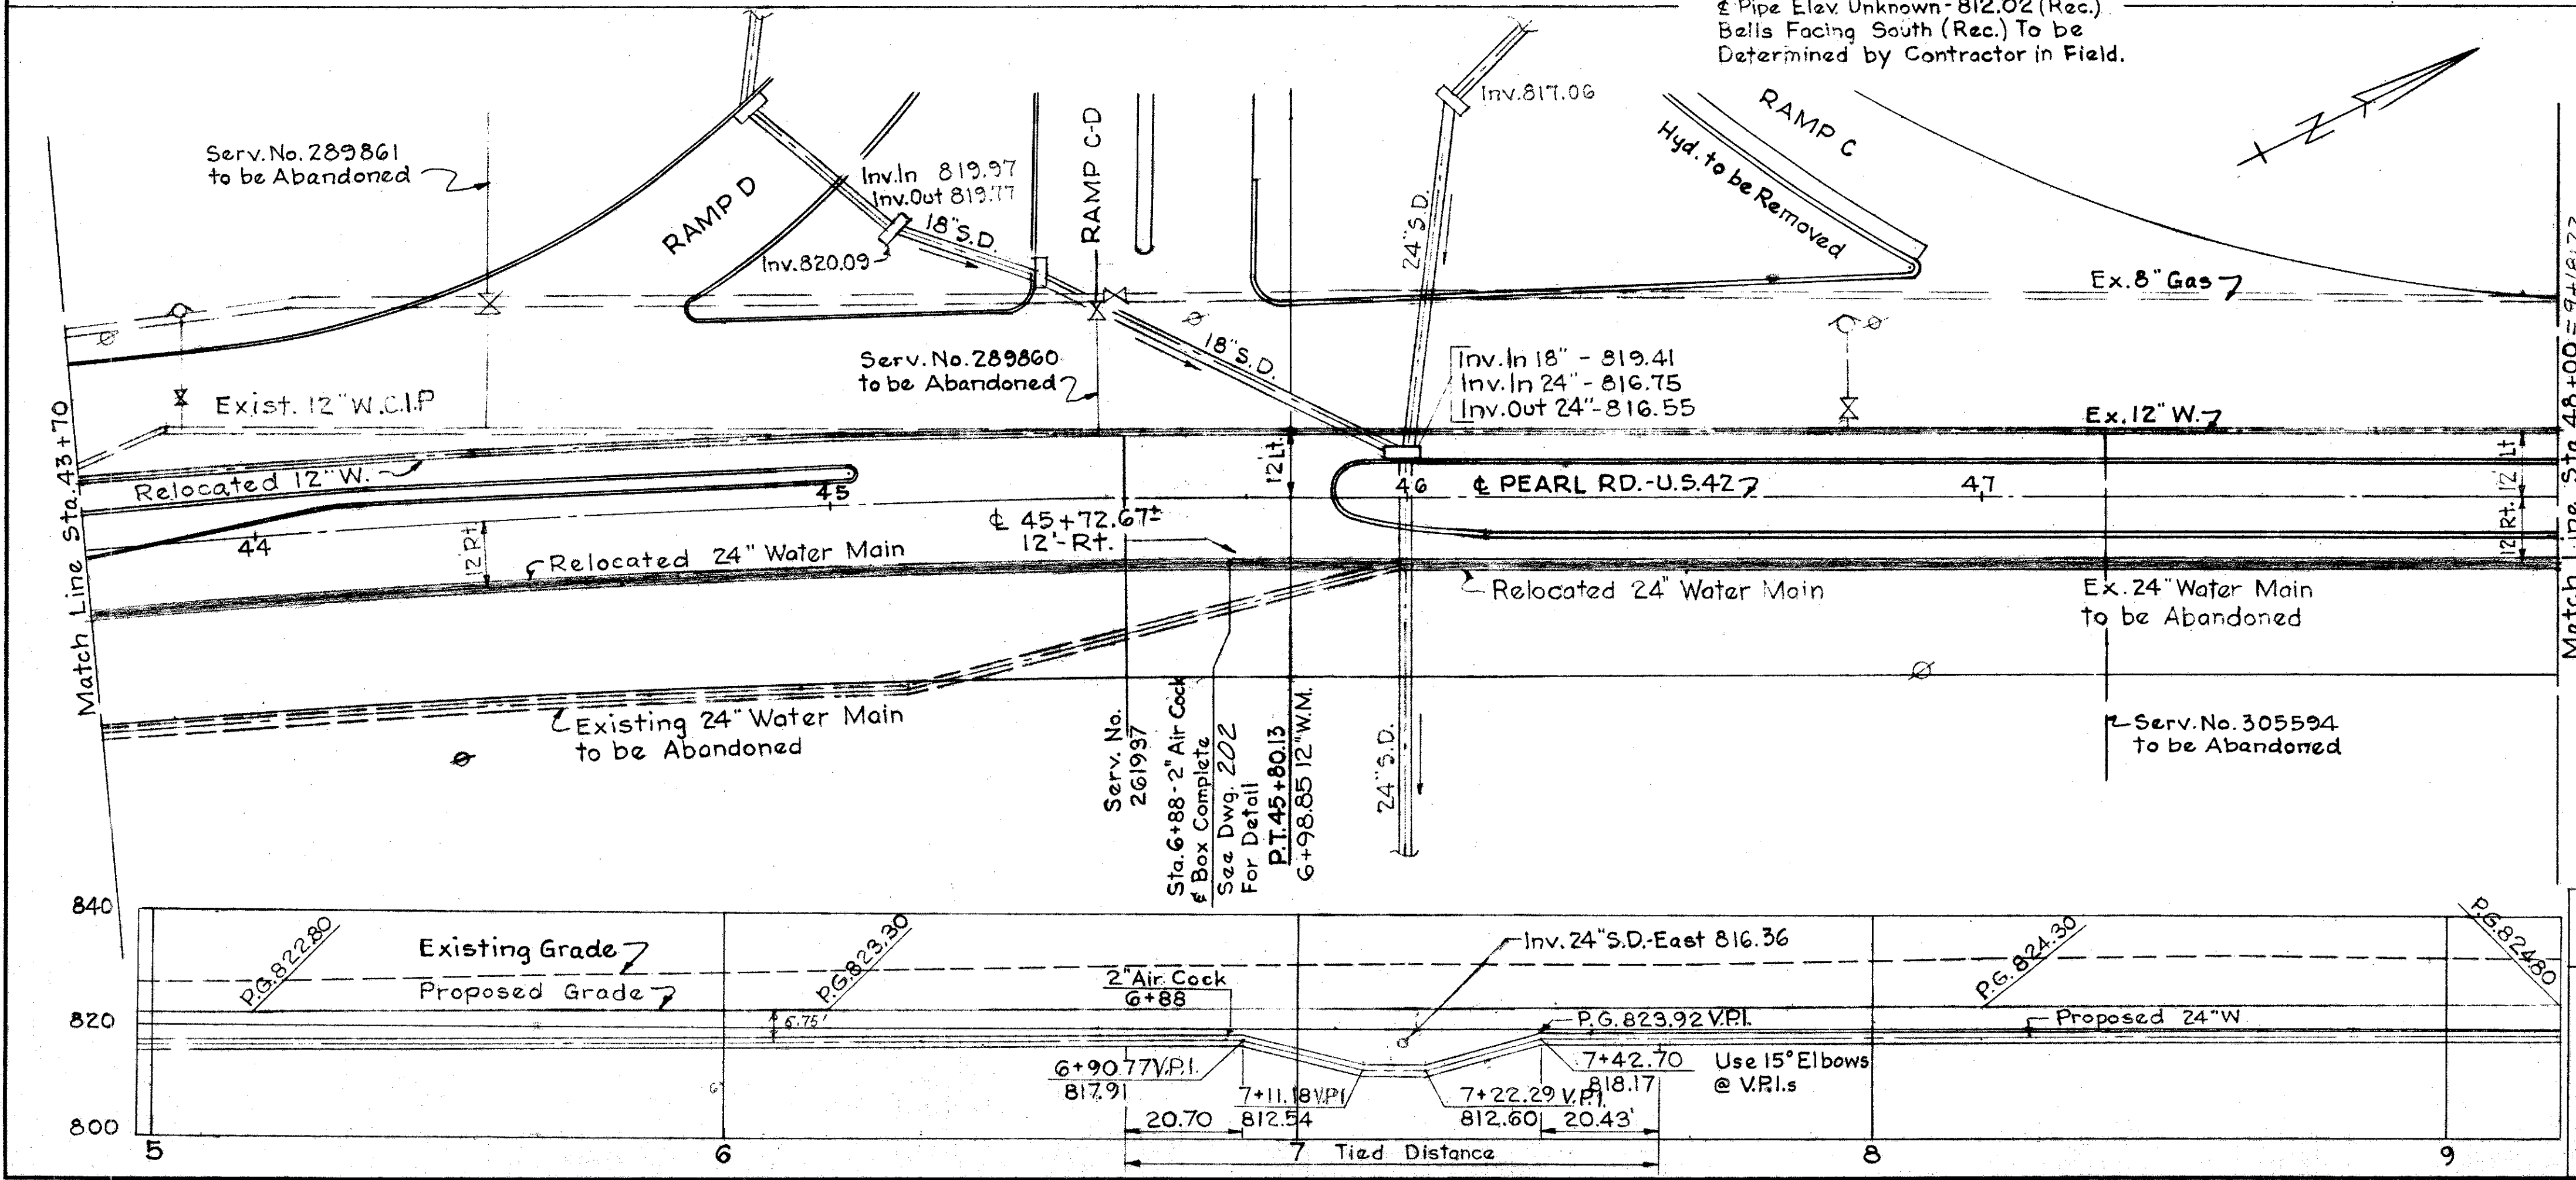 ₵ Pipe Elev. Unknown-812.02 (Rec.)
Bells Facing South (Rec.) To be
Determined by Contractor in Field.
Serv. No. 289861
to be Abandoned
RAMP D
Inv. In 819.97
Inv. Out 819.77
18" S.D.
Inv. 820.09
RAMP C-D
Inv. 817.06
24" S.D.
RAMP C
Hyd. to be Removed
N
Ex. 8" Gas
Serv. No. 289860
to be Abandoned
18" S.D.
Inv. In 18" - 819.41
Inv. In 24" - 816.75
Inv. Out 24" - 816.55
Exist. 12" W.C.I.P
Ex. 12" W.
Match Line Sta. 43+70
Relocated 12" W.
45
12' Lt.
46
₵ PEARL RD.-U.S.42
47
12' Lt
12' Rt.
Match Line Sta 48+00 =
44
12' Rt.
₵ 45+72.67±
12'-Rt.
Relocated 24" Water Main
Relocated 24" Water Main
Ex. 24" Water Main
to be Abandoned
Existing 24" Water Main
to be Abandoned
Serv. No.
261937
Sta. 6+88 - 2" Air Cock
& Box Complete
See Dwg. 202
For Detail
P.T. 45+80.13
6+98.85 12" W.M.
24" S.D.
Serv. No. 305594
to be Abandoned
840
P.G. 822.80
Existing Grade
P.G. 823.30
Inv. 24" S.D.-East 816.36
P.G. 824.30
P.G. 824.80
Proposed Grade
2" Air Cock
6+88
820
6.75'
P.G. 823.92 V.P.I.
Proposed 24" W
6+90.77 V.P.I.
817.91
7+42.70
818.17
Use 15° Elbows
@ V.P.I.s
7+11.18 V.P.I
812.54
7+22.29 V.P.I.
812.60
20.70
20.43'
800
5
6
7
Tied Distance
8
9